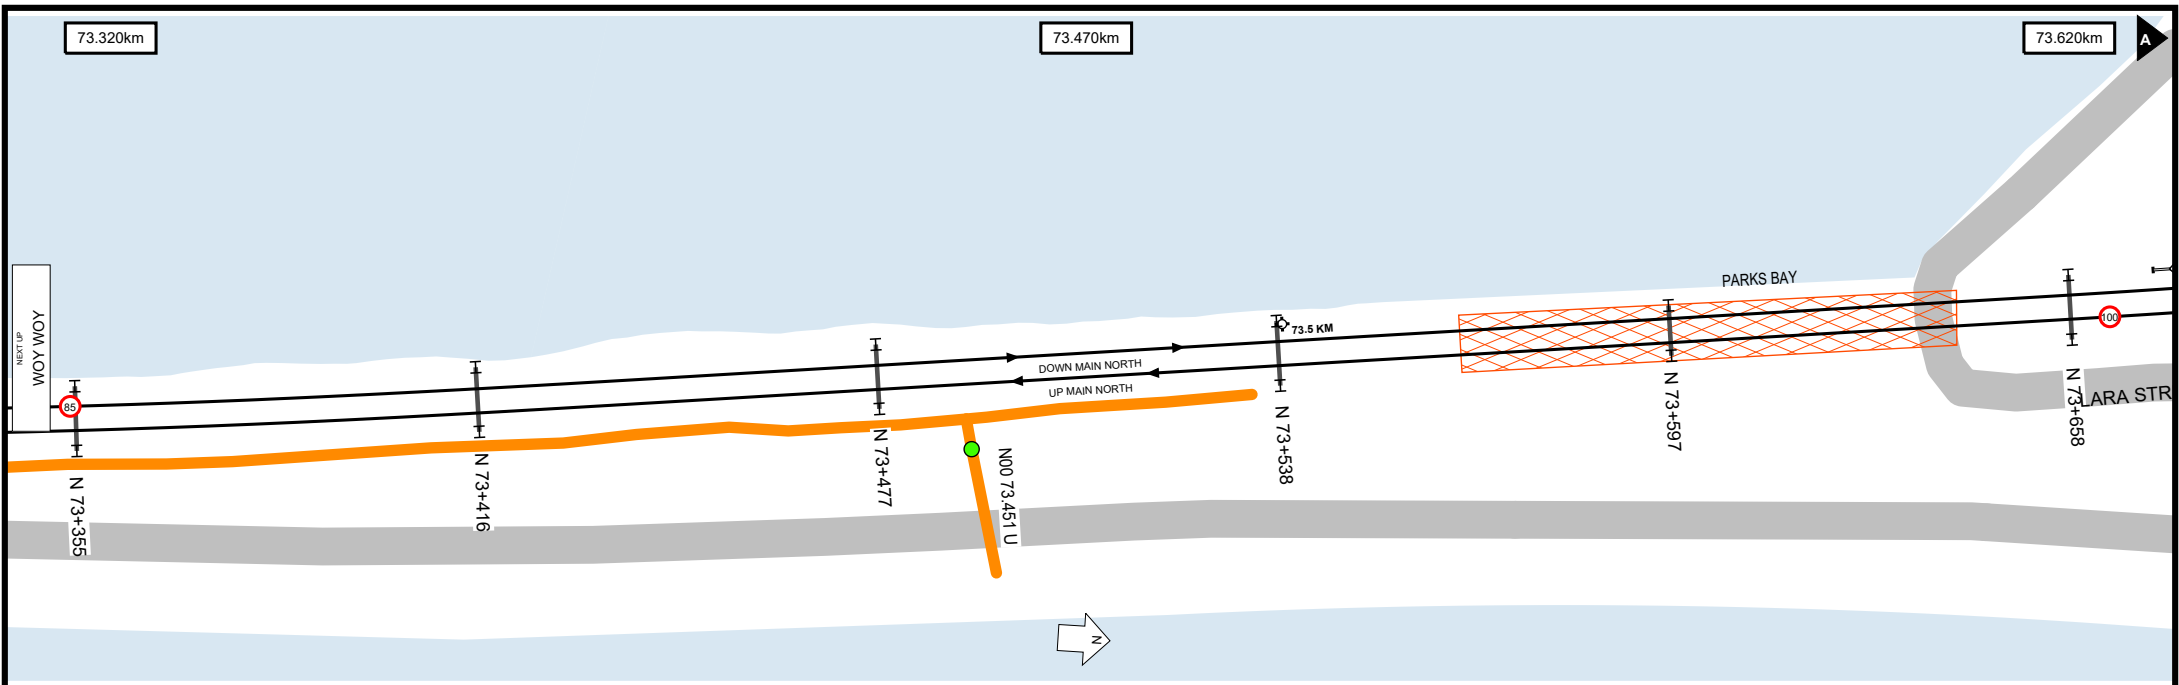 73.320km
73.470km
73.620km
A
NEXT UP
WOY WOY
PARKS BAY
73.5 KM
DOWN MAIN NORTH
UP MAIN NORTH
85
100
N 73+355
N 73+416
N 73+477
N00 73.451 U
N 73+538
N 73+597
N 73+658
LARA STR
N